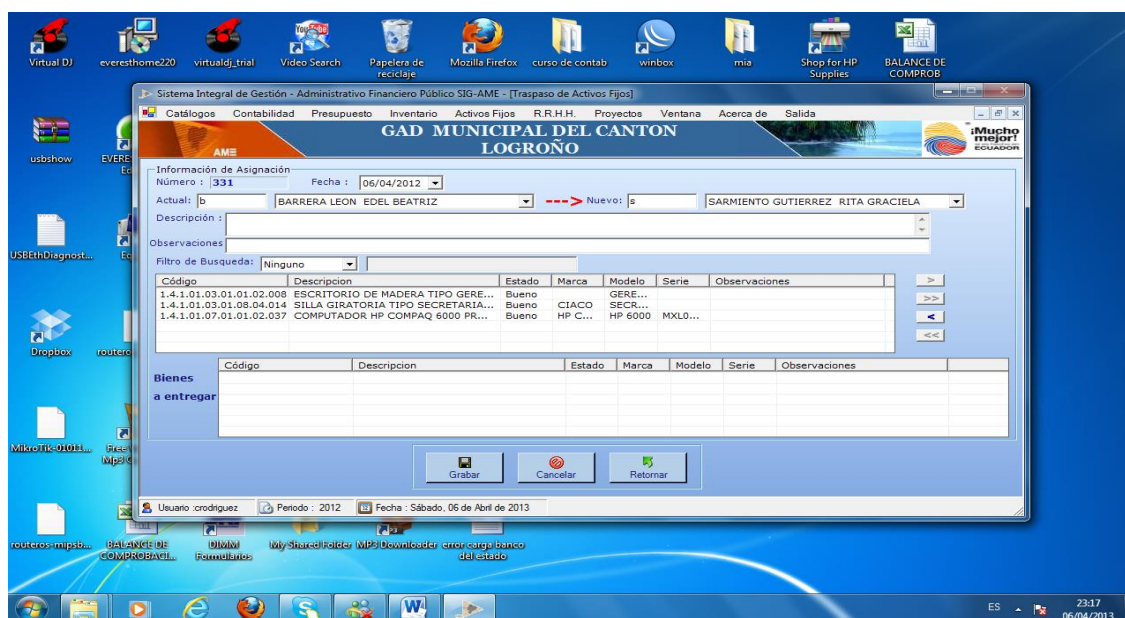 Virtual DJ
everesthome220
virtualdj_trial
Video Search
Papelera de reciclaje
Mozilla Firefox
curso de contab
winbox
mia
Shop for HP Supplies
BALANCE DE COMPROB
usbshow
USBEthDiagnost...
Dropbox
MikroTik-01011...
routeros-mipsb...
Sistema Integral de Gestión - Administrativo Financiero Público SIG-AME - [Traspaso de Activos Fijos]
Catálogos Contabilidad Presupuesto Inventario Activos Fijos R.R.H.H. Proyectos Ventana Acerca de Salida
AME
GAD MUNICIPAL DEL CANTON
LOGROÑO
¡Mucho mejor!
ECUADOR
Información de Asignación
Número : 331 Fecha : 06/04/2012
Actual: b BARRERA LEON EDEL BEATRIZ ---> Nuevo: s SARMIENTO GUTIERREZ RITA GRACIELA
Descripción :
Observaciones
Filtro de Busqueda: Ninguno
Código Descripcion Estado Marca Modelo Serie Observaciones
1.4.1.01.03.01.01.02.008 ESCRITORIO DE MADERA TIPO GERE... Bueno GERE...
1.4.1.01.03.01.08.04.014 SILLA GIRATORIA TIPO SECRETARIA... Bueno CIACO SECR...
1.4.1.01.07.01.01.02.037 COMPUTADOR HP COMPAQ 6000 PR... Bueno HP C... HP 6000 MXL0...
>
>>
<
<<
Código Descripcion Estado Marca Modelo Serie Observaciones
Bienes
a entregar
Grabar Cancelar Retornar
Usuario :crodriguez Periodo : 2012 Fecha : Sábado, 06 de Abril de 2013
BALANCE DE COMPROBACI...
DIMM Formularios
My Shared Folder
MP3 Downloader
error carga banco del estado
ES
23:17
06/04/2013